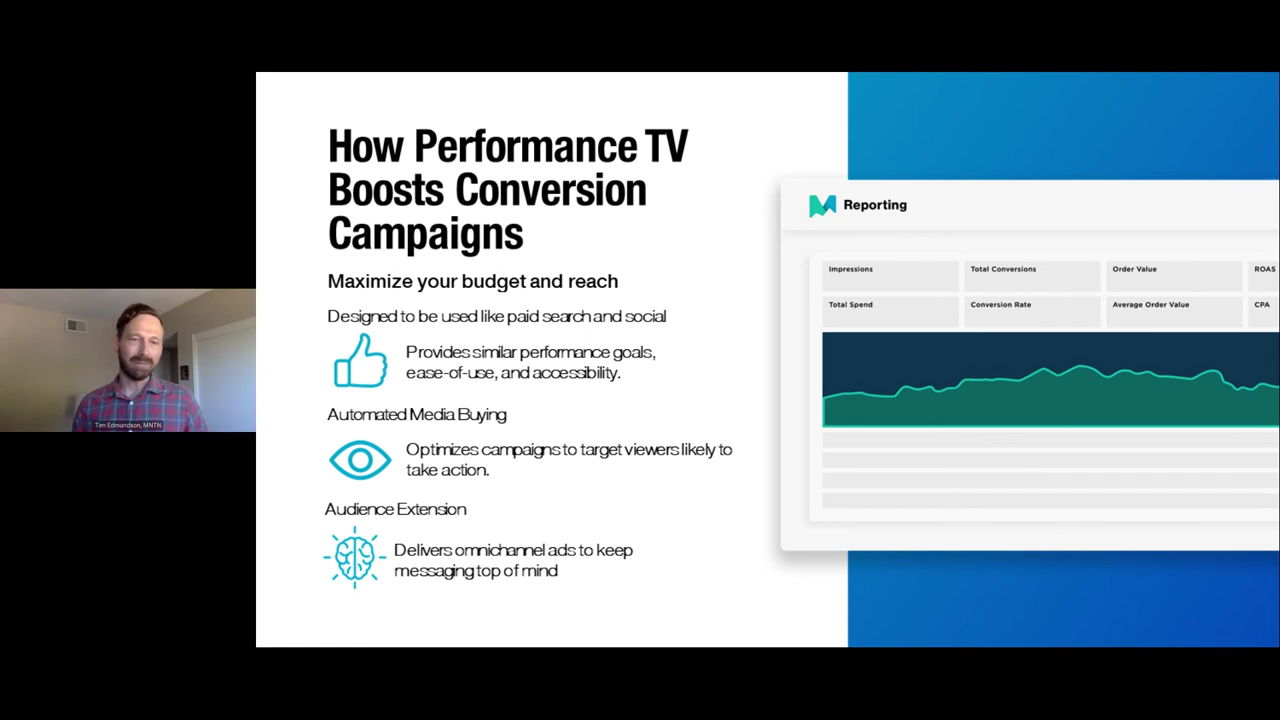 How Performance TV
Boosts Conversion
Campaigns
Maximize your budget and reach
Designed to be used like paid search and social
Provides similar performance goals,
ease-of-use, and accessibility.
Automated Media Buying
Optimizes campaigns to target viewers likely to
take action.
Audience Extension
Delivers omnichannel ads to keep
messaging top of mind
Reporting
Impressions
Total Conversions
Order Value
ROAS
Total Spend
Conversion Rate
Average Order Value
CPA
Tim Edmundson, MNTN